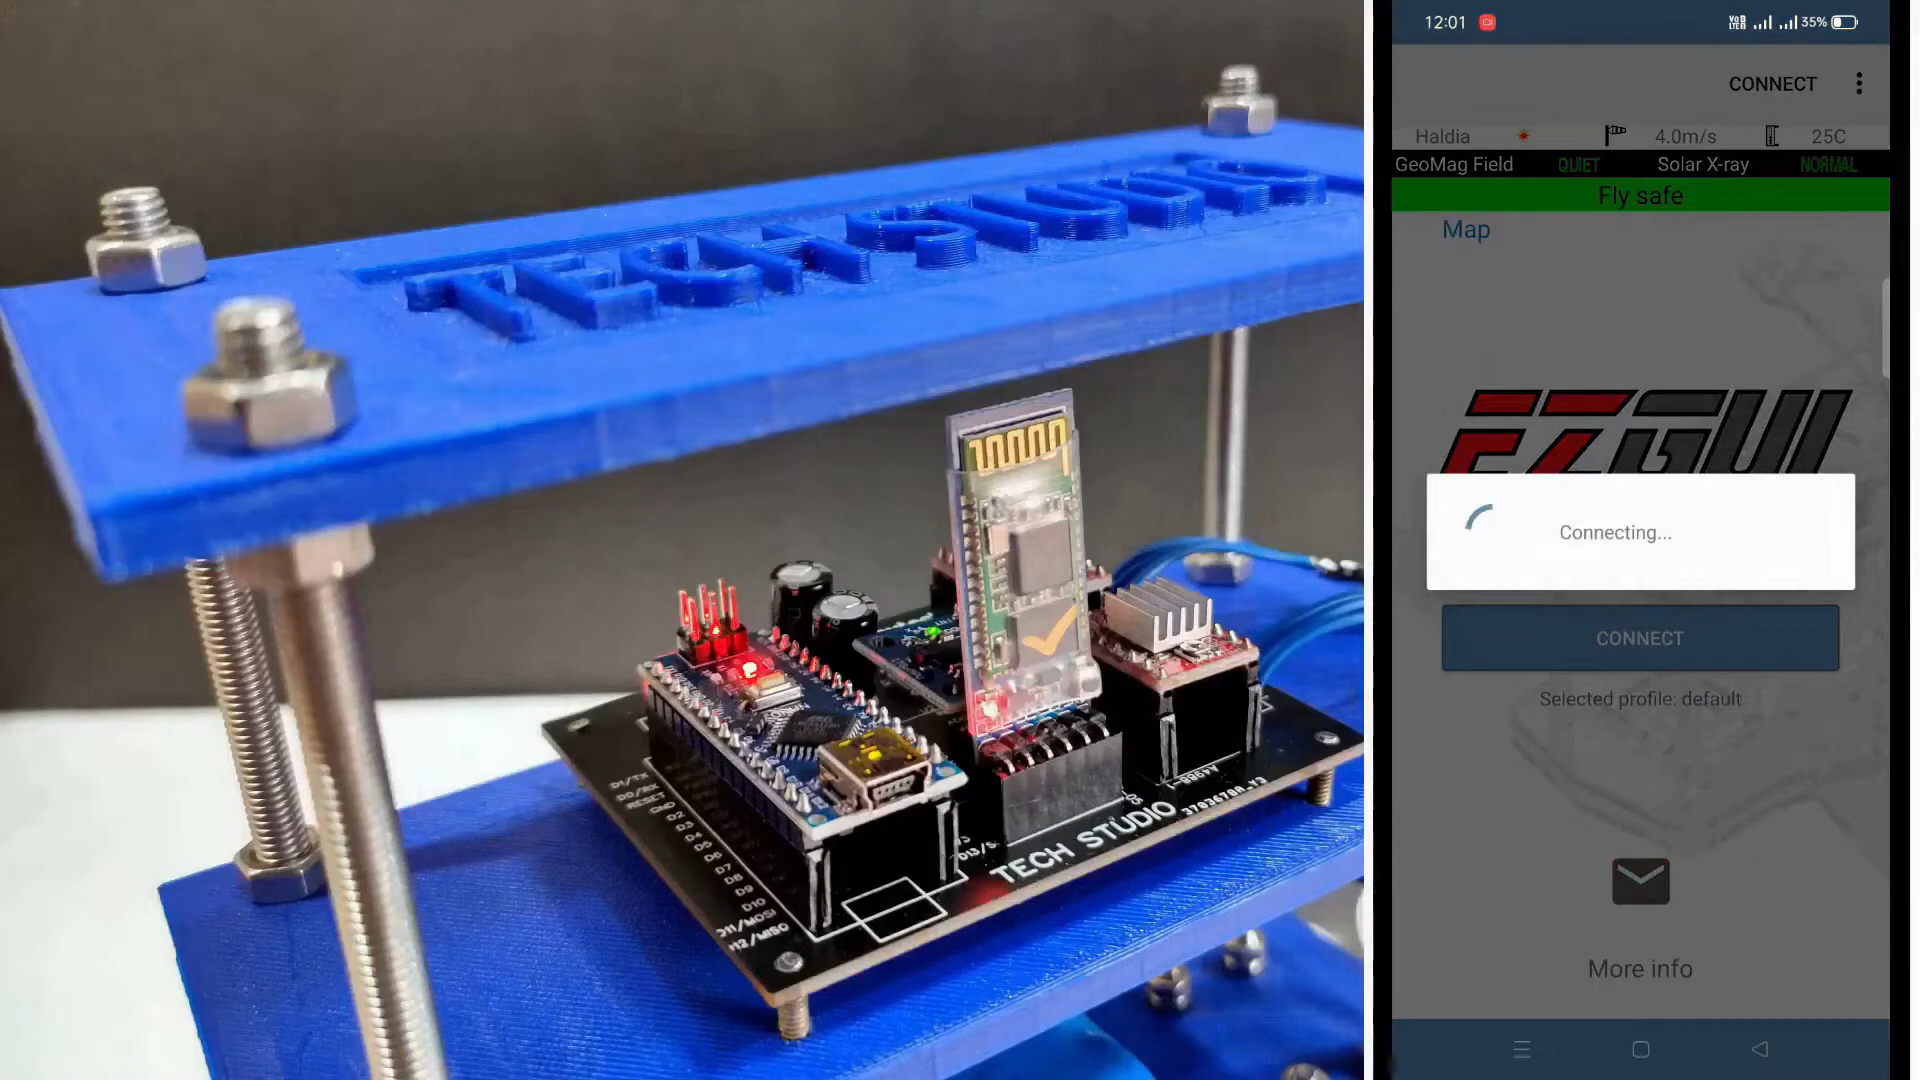 TECH STUDIO
D1/TX
D0/RX
RESET
GND
D2
D3
D4
D5
D6
D7
D8
D9
D10
D11/MOSI
D12/MISO
D13/S
TECH STUDIO
A4988
3783670A_Y3
12:01
35%
CONNECT
Haldia
4.0m/s
25C
GeoMag Field
QUIET
Solar X-ray
NORMAL
Fly safe
Map
EZGUI
Connecting...
CONNECT
Selected profile: default
More info